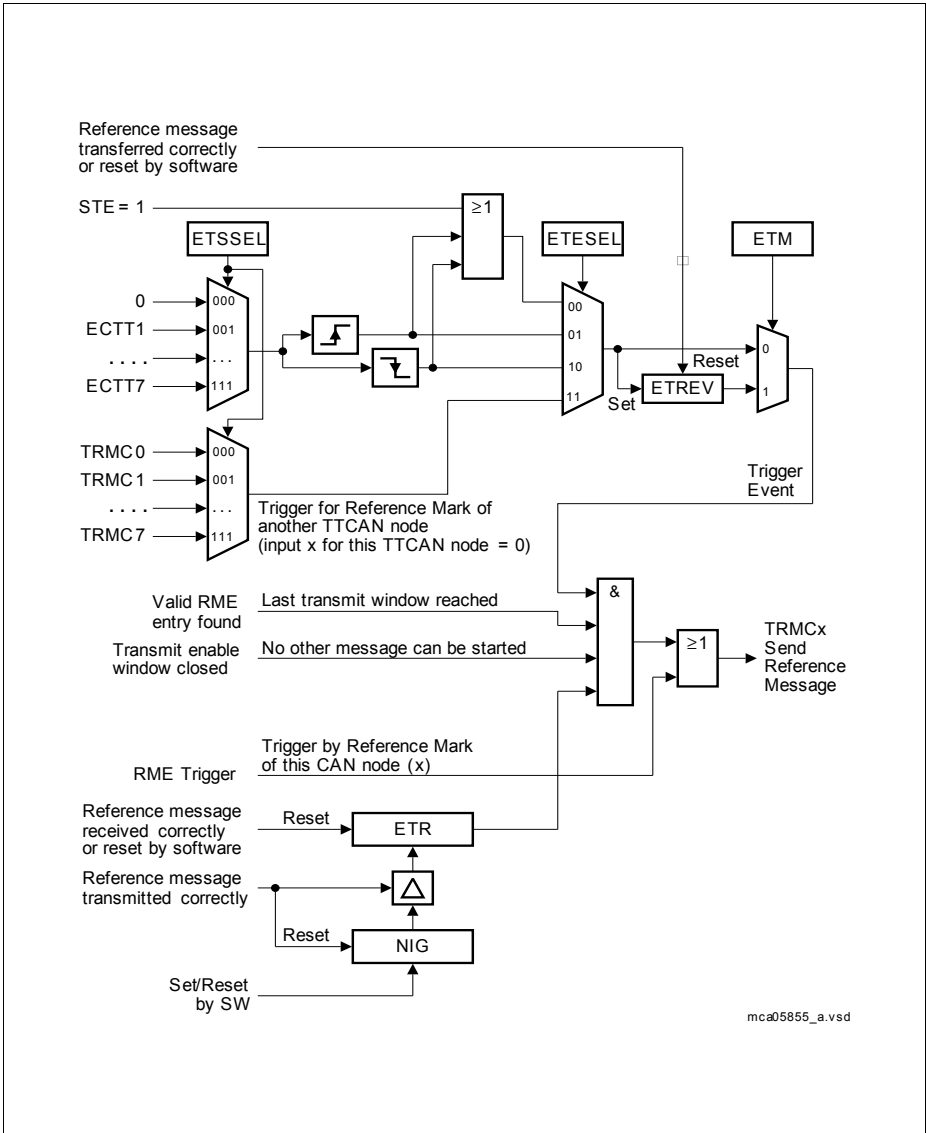 Reference message
transferred correctly
or reset by software
STE = 1
≥1
ETSSEL
ETESEL
ETM
0
000
ECTT1
001
. . . .
...
ECTT7
111
00
01
10
11
Set
Reset
ETREV
0
1
TRMC0
000
TRMC1
001
. . . .
...
TRMC7
111
Trigger for Reference Mark of
another TTCAN node
(input x for this TTCAN node = 0)
Trigger
Event
&
Valid RME
entry found
Last transmit window reached
Transmit enable
window closed
No other message can be started
≥1
TRMCx
Send
Reference
Message
Trigger by Reference Mark
of this CAN node (x)
RME Trigger
Reference message
received correctly
or reset by software
Reset
ETR
Reference message
transmitted correctly
Δ
Reset
NIG
Set/Reset
by SW
mca05855_a.vsd